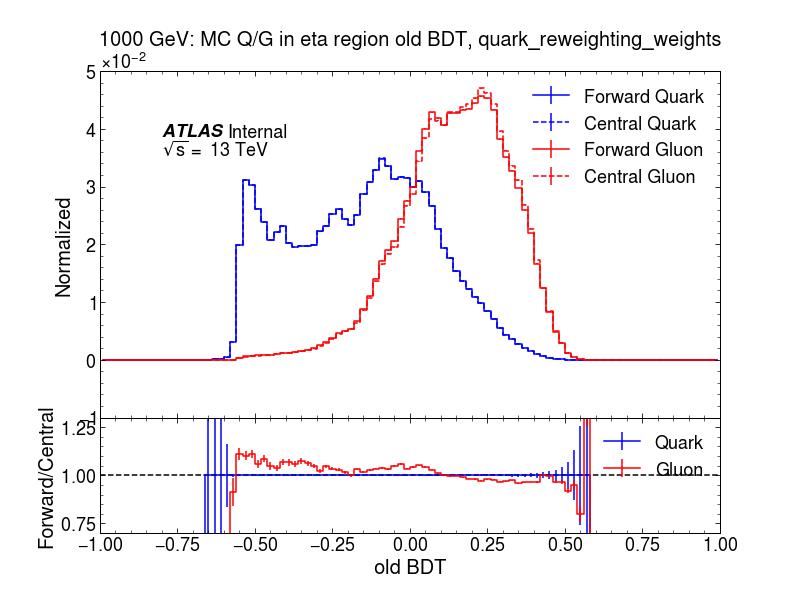 1000 GeV: MC Q/G in eta region old BDT, quark_reweighting_weights
×10⁻²
5
4
3
2
1
0
−1
Normalized
ATLAS Internal
√s = 13 TeV
Forward Quark
Central Quark
Forward Gluon
Central Gluon
1.25
1.00
0.75
Forward/Central
Quark
Gluon
−1.00 −0.75 −0.50 −0.25 0.00 0.25 0.50 0.75 1.00
old BDT